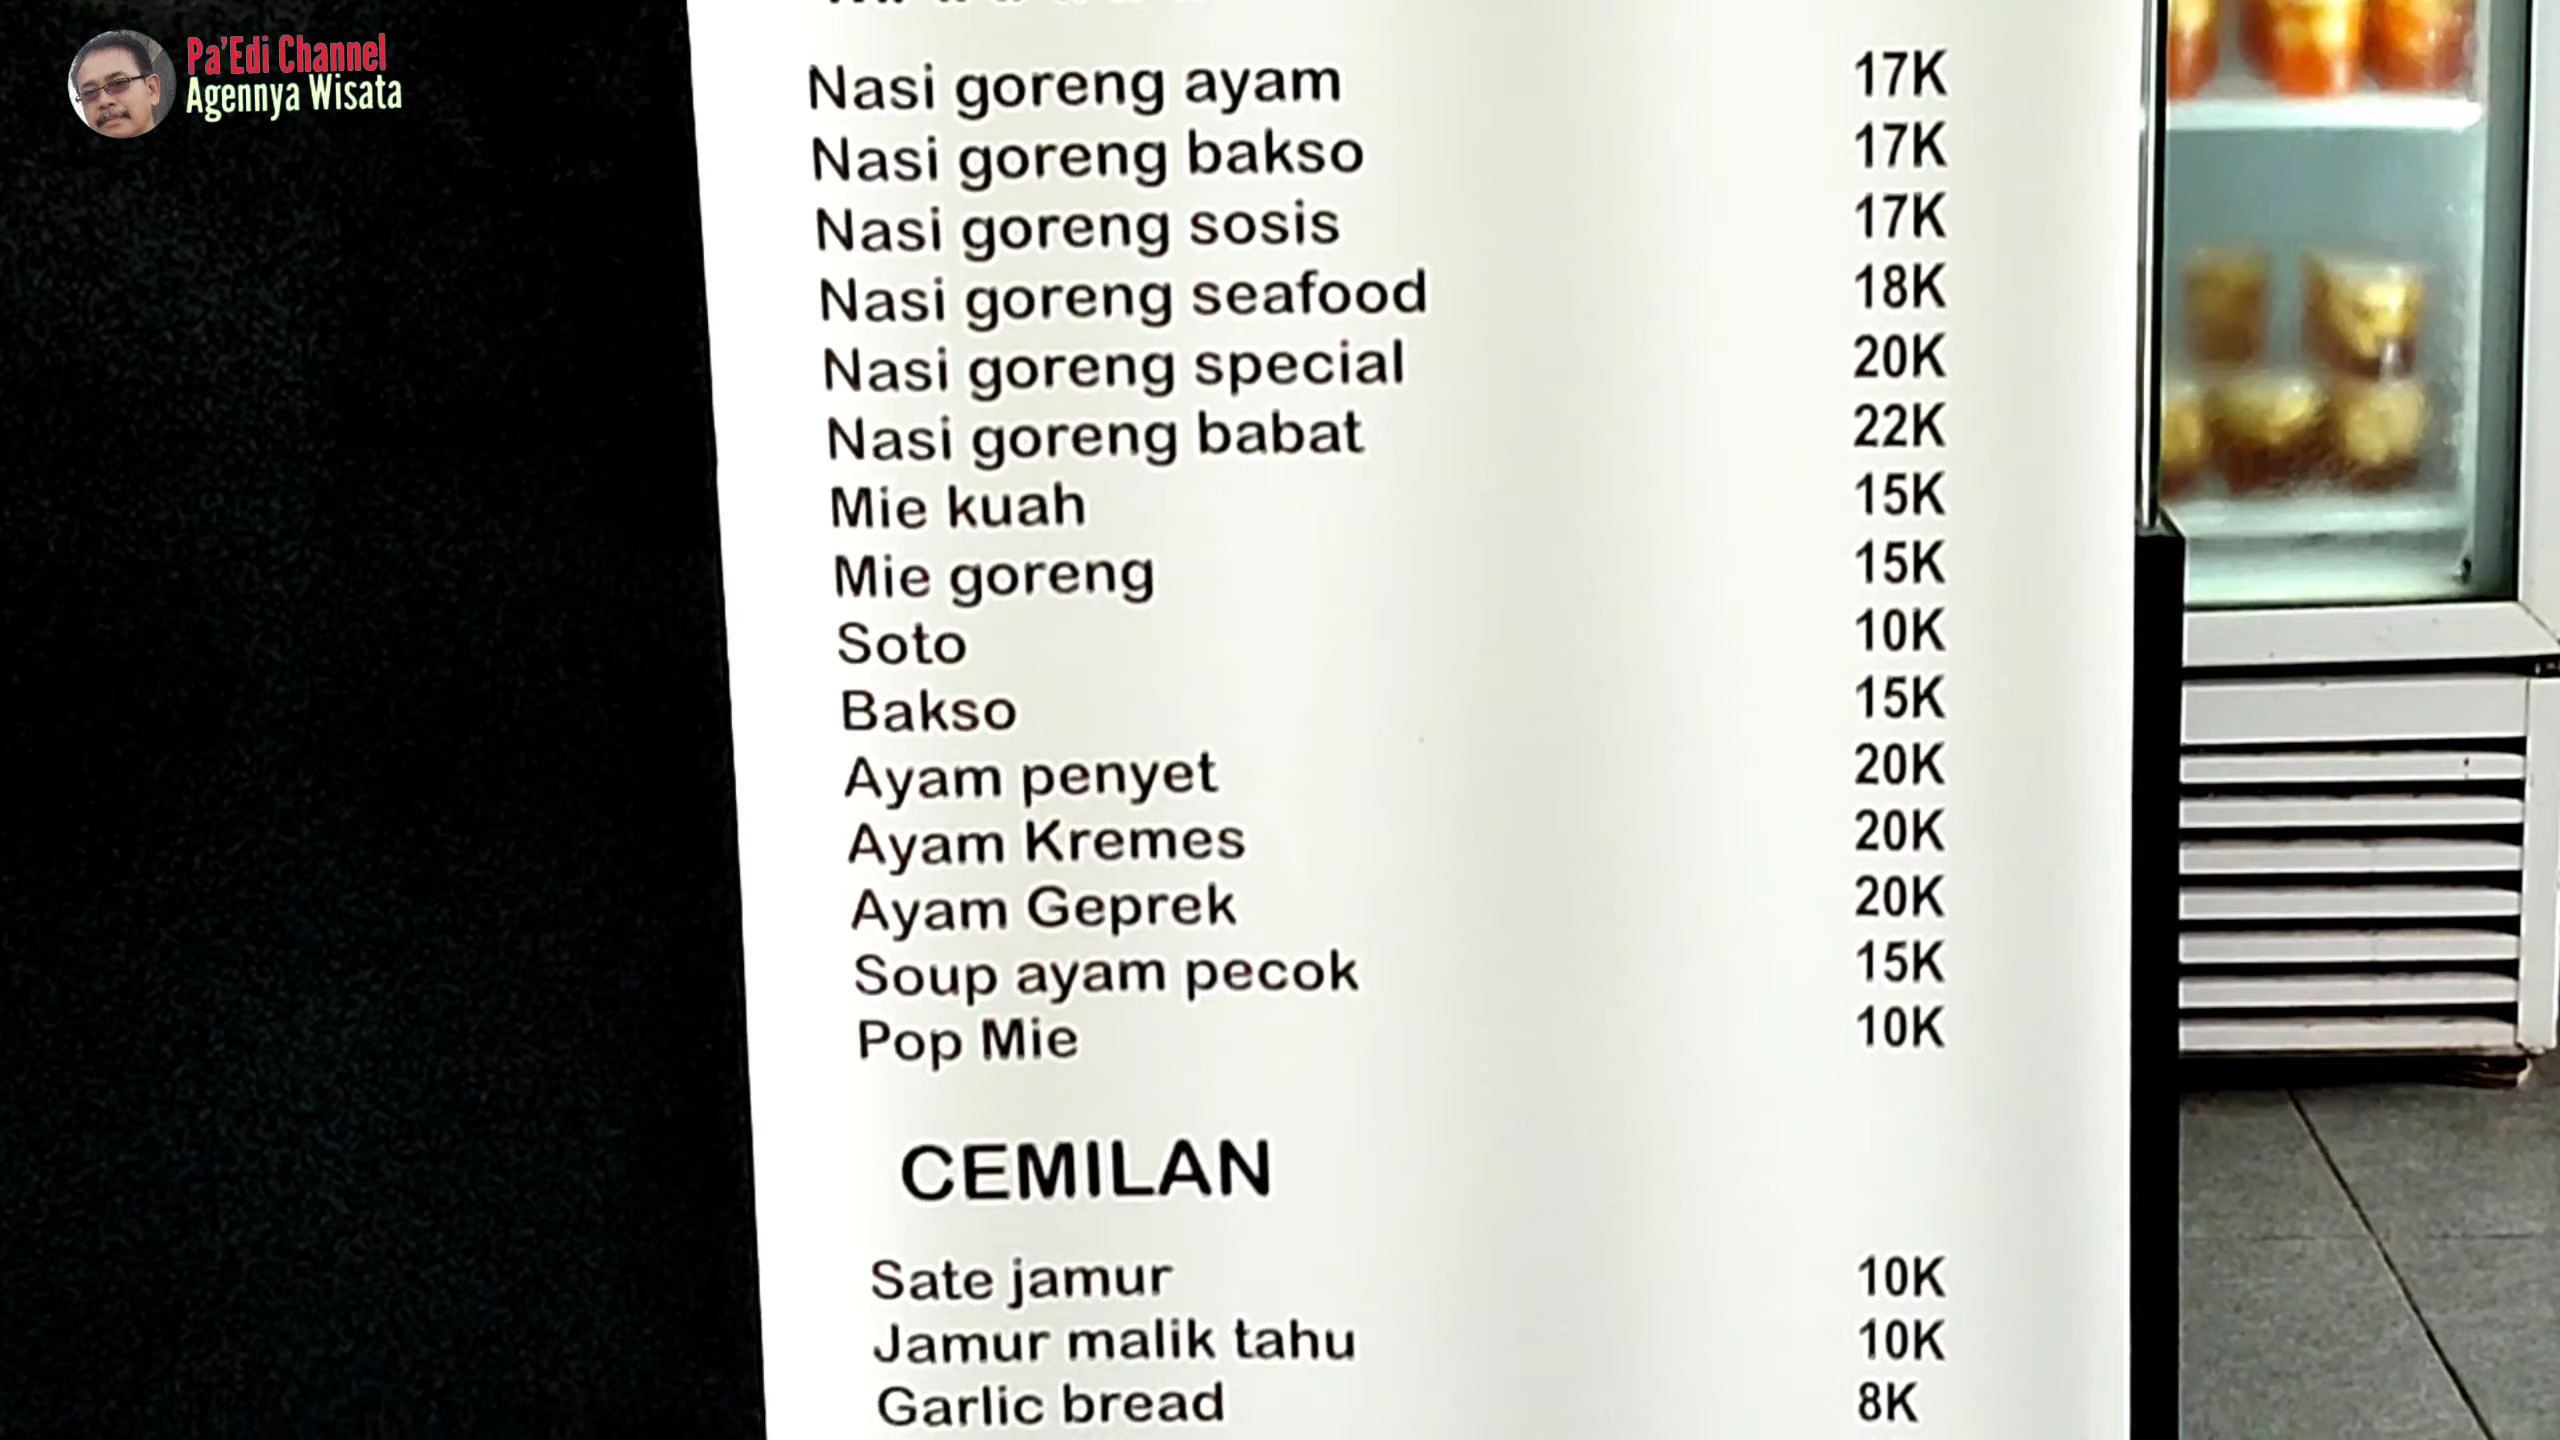 Pa'Edi Channel
Agennya Wisata
Nasi goreng ayam 17K
Nasi goreng bakso 17K
Nasi goreng sosis 17K
Nasi goreng seafood 18K
Nasi goreng special 20K
Nasi goreng babat 22K
Mie kuah 15K
Mie goreng 15K
Soto 10K
Bakso 15K
Ayam penyet 20K
Ayam Kremes 20K
Ayam Geprek 20K
Soup ayam pecok 15K
Pop Mie 10K
CEMILAN
Sate jamur 10K
Jamur malik tahu 10K
Garlic bread 8K